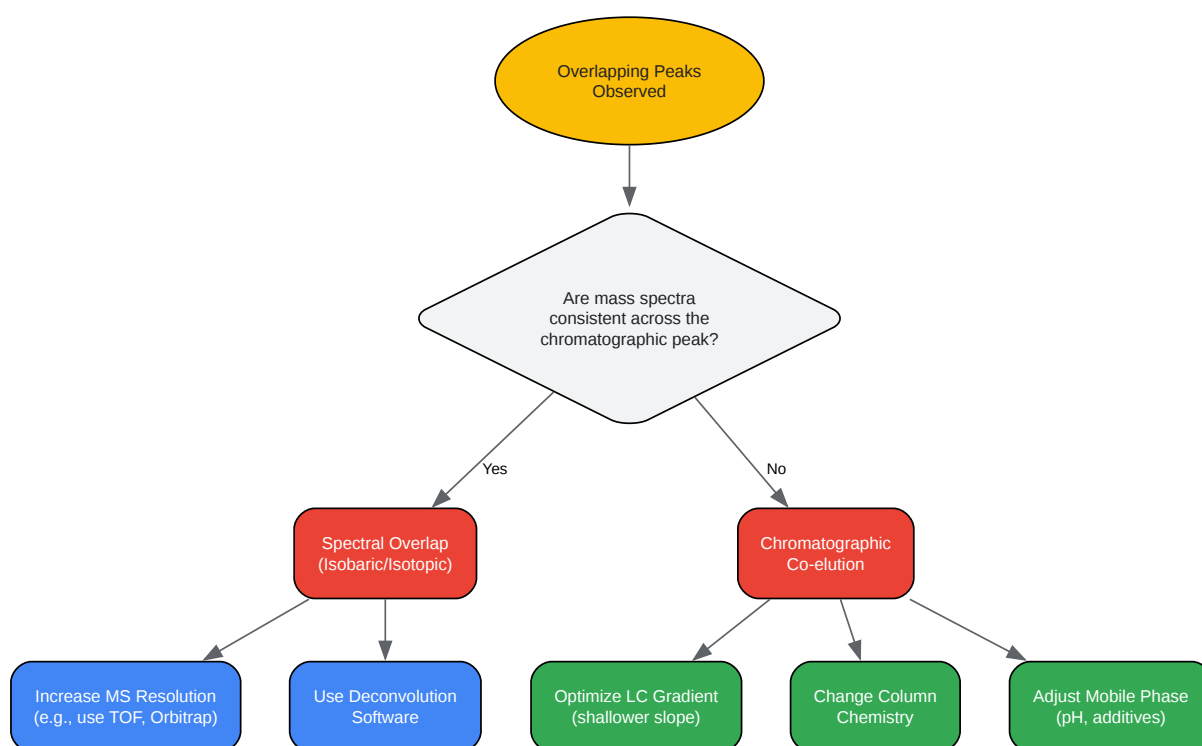 Overlapping Peaks
Observed
Are mass spectra
consistent across the
chromatographic peak?
Yes
No
Spectral Overlap
(Isobaric/Isotopic)
Chromatographic
Co-elution
Increase MS Resolution
(e.g., use TOF, Orbitrap)
Use Deconvolution
Software
Optimize LC Gradient
(shallower slope)
Change Column
Chemistry
Adjust Mobile Phase
(pH, additives)